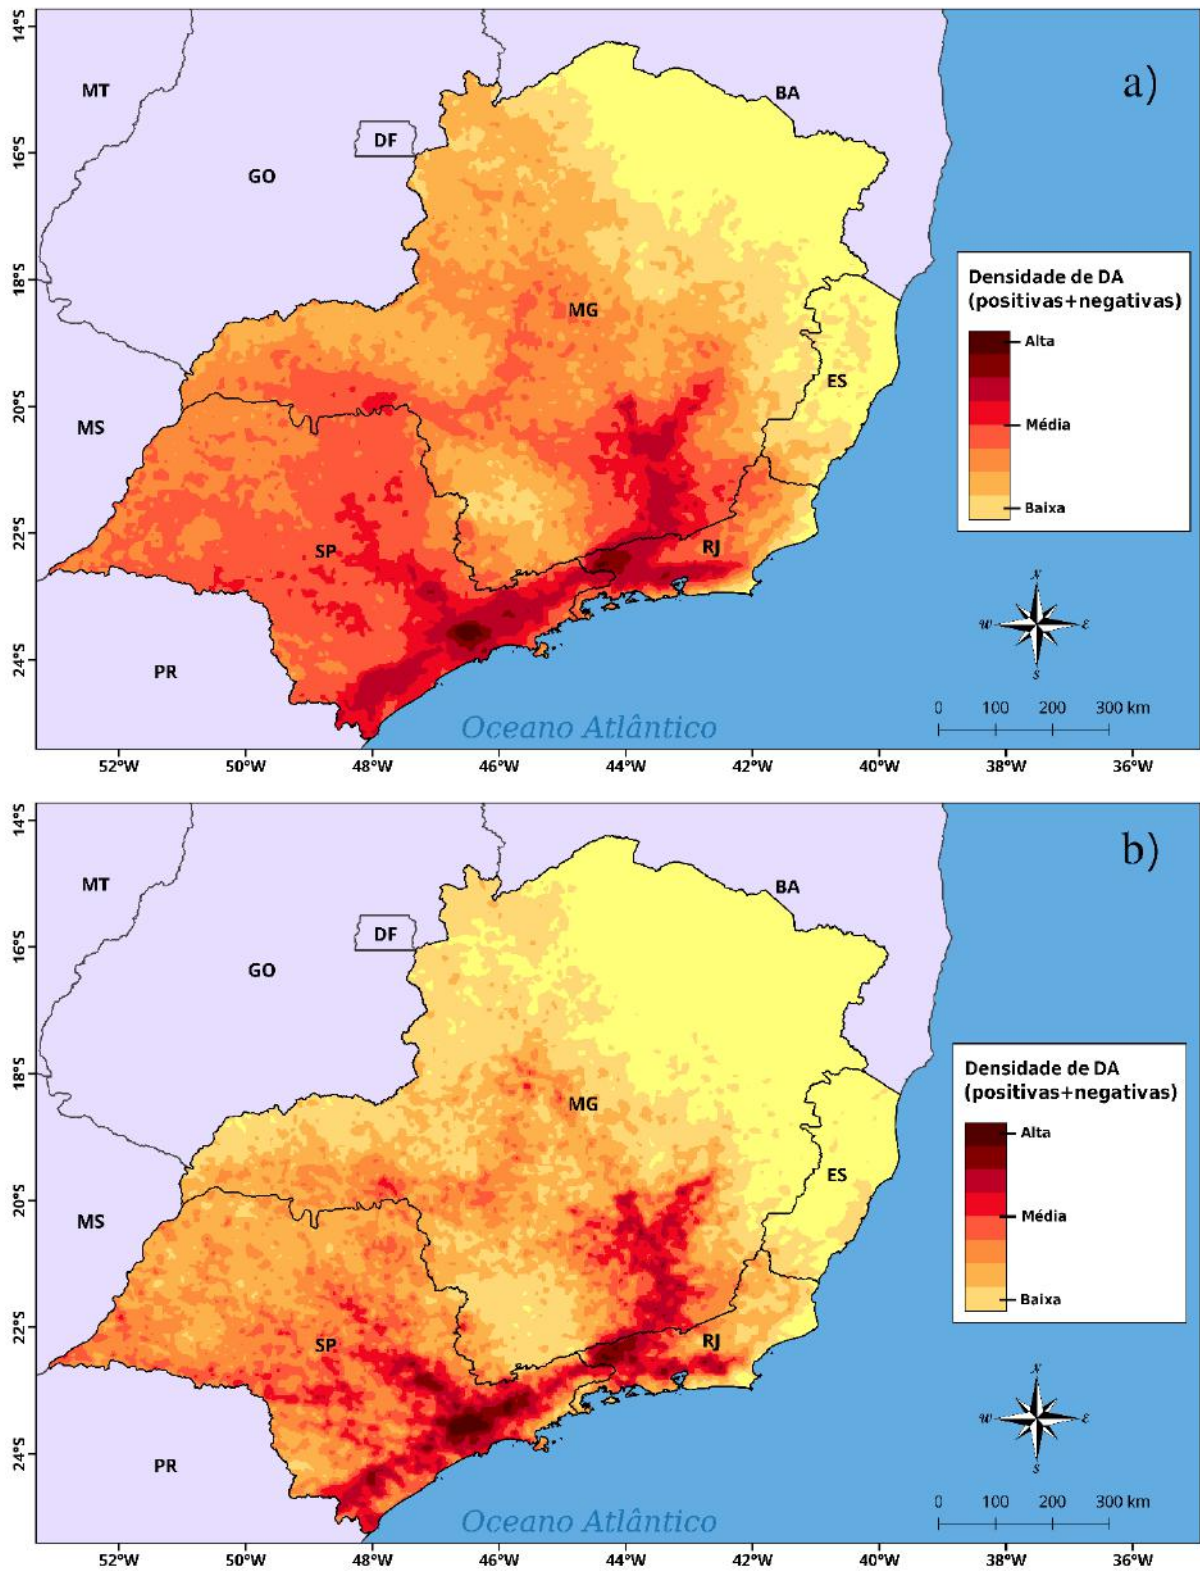 a)
14°S
16°S
18°S
20°S
22°S
24°S
MT
DF
GO
BA
MG
ES
MS
SP
RJ
PR
Oceano Atlântico
Densidade de DA
(positivas+negativas)
Alta
Média
Baixa
N
W E
S
0 100 200 300 km
52°W 50°W 48°W 46°W 44°W 42°W 40°W 38°W 36°W
b)
14°S
16°S
18°S
20°S
22°S
24°S
MT
DF
GO
BA
MG
ES
MS
SP
RJ
PR
Oceano Atlântico
Densidade de DA
(positivas+negativas)
Alta
Média
Baixa
N
W E
S
0 100 200 300 km
52°W 50°W 48°W 46°W 44°W 42°W 40°W 38°W 36°W